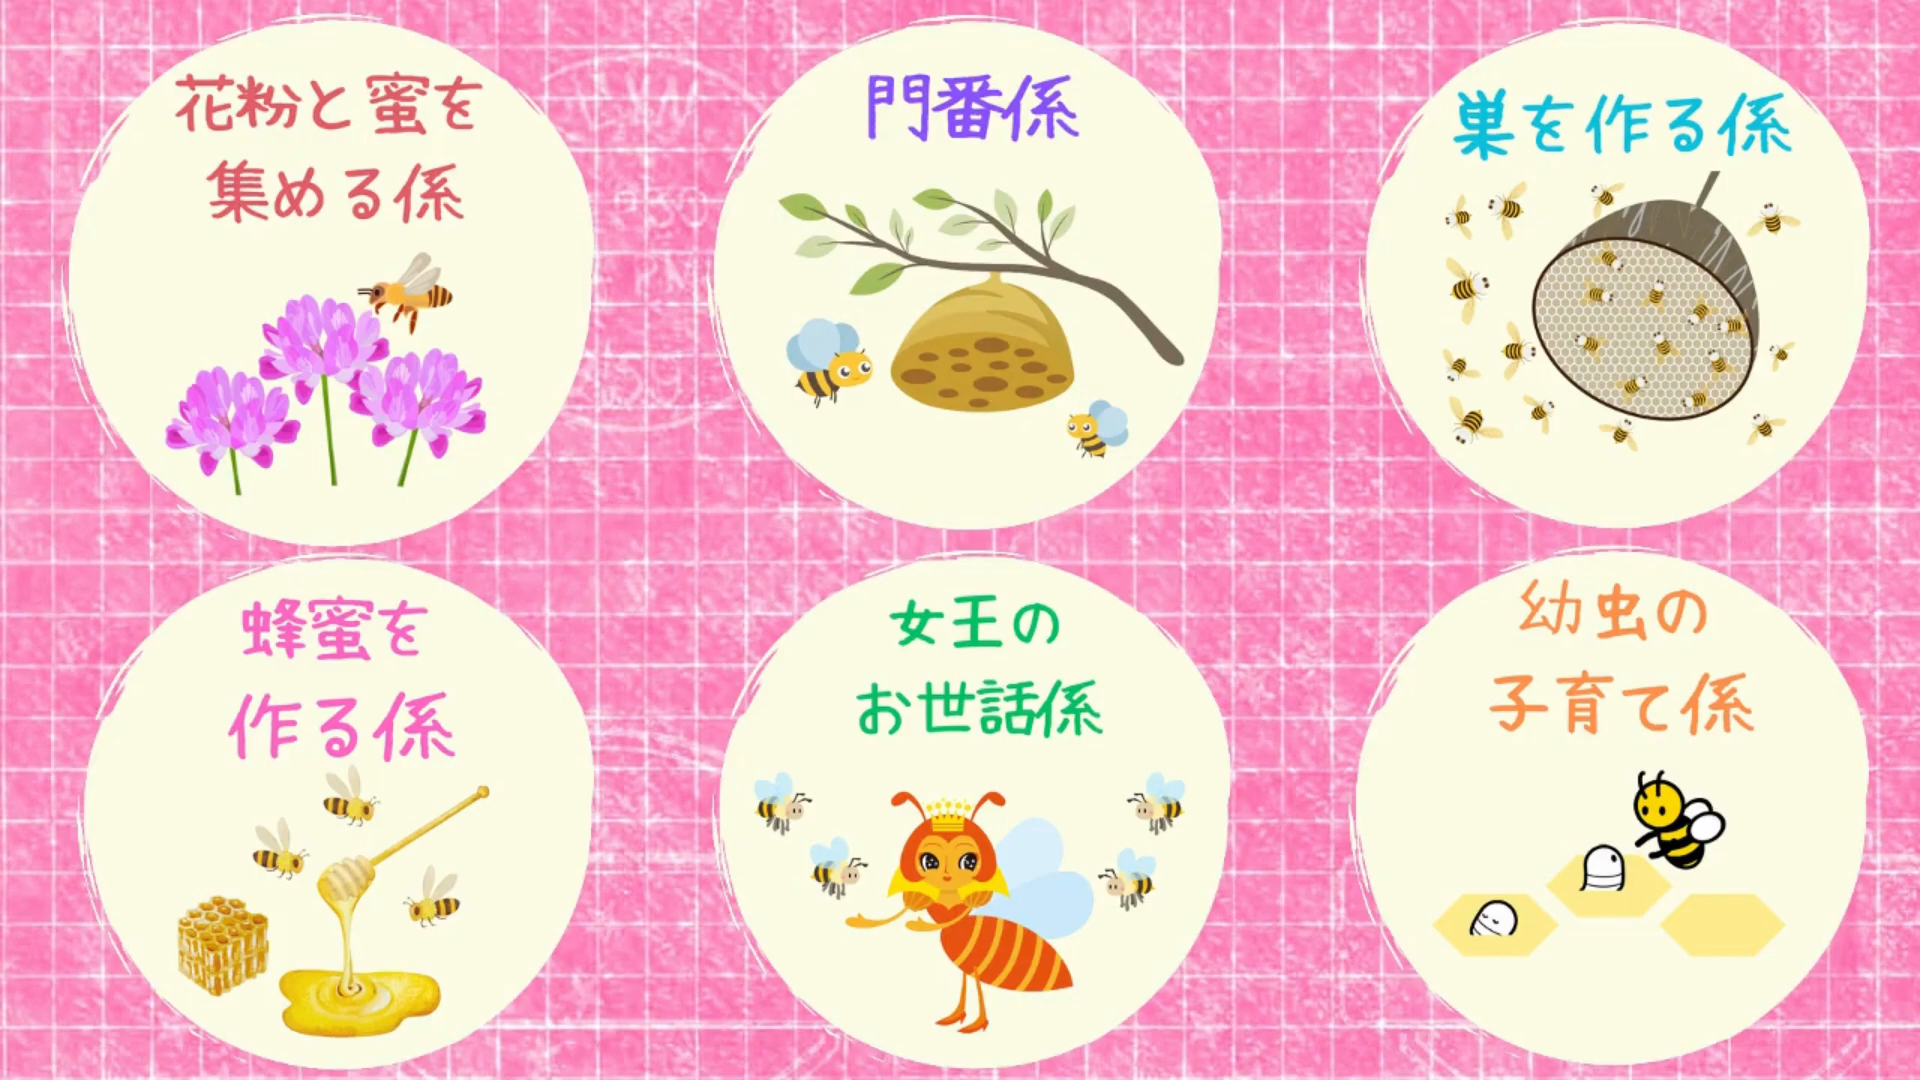 花粉と蜜を
集める係
門番係
巣を作る係
蜂蜜を
作る係
女王の
お世話係
幼虫の
子育て係